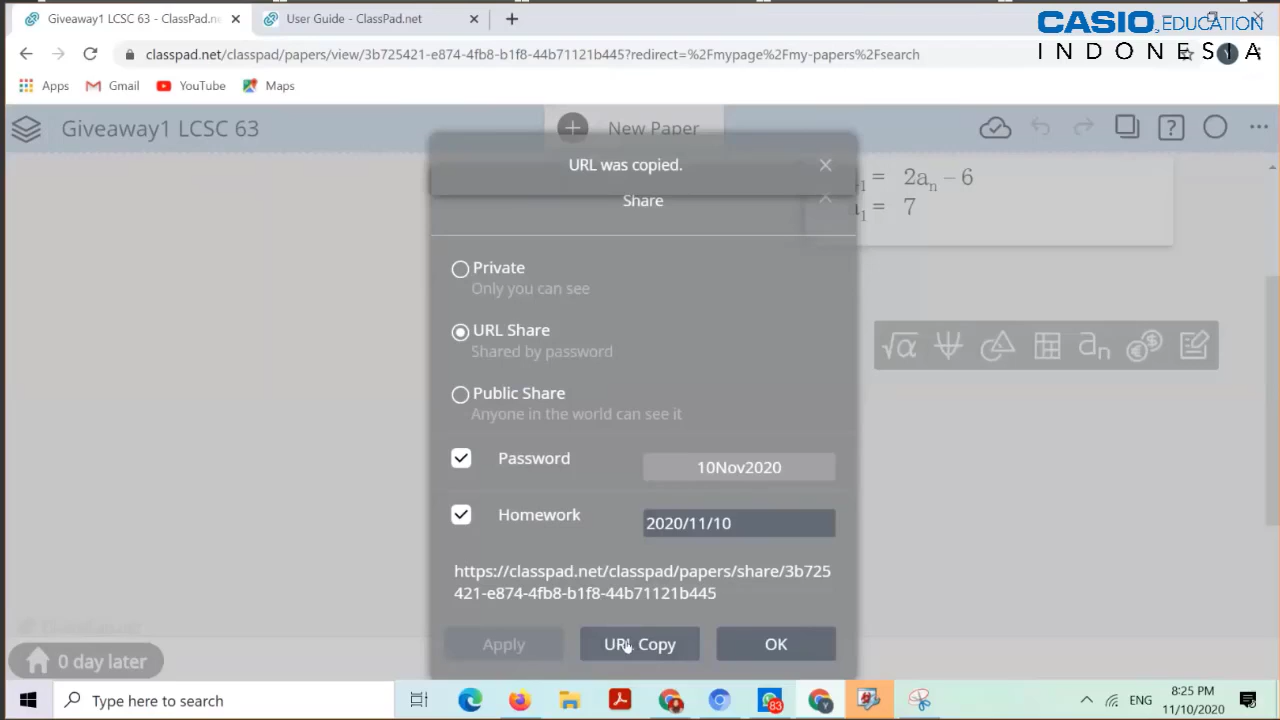 Giveaway1 LCSC 63 - ClassPad.ne
User Guide - ClassPad.net
CASIO EDUCATION
INDONESIA
classpad.net/classpad/papers/view/3b725421-e874-4fb8-b1f8-44b71121b445?redirect=%2Fmypage%2Fmy-papers%2Fsearch
Apps
Gmail
YouTube
Maps
Giveaway1 LCSC 63
New Paper
URL was copied.
= 2aₙ – 6
Share
a₁ = 7
Private
Only you can see
URL Share
Shared by password
Public Share
Anyone in the world can see it
√α
aₙ
Password
10Nov2020
Homework
2020/11/10
https://classpad.net/classpad/papers/share/3b725
421-e874-4fb8-b1f8-44b71121b445
Apply
URL Copy
OK
0 day later
Type here to search
83
ENG
8:25 PM
11/10/2020